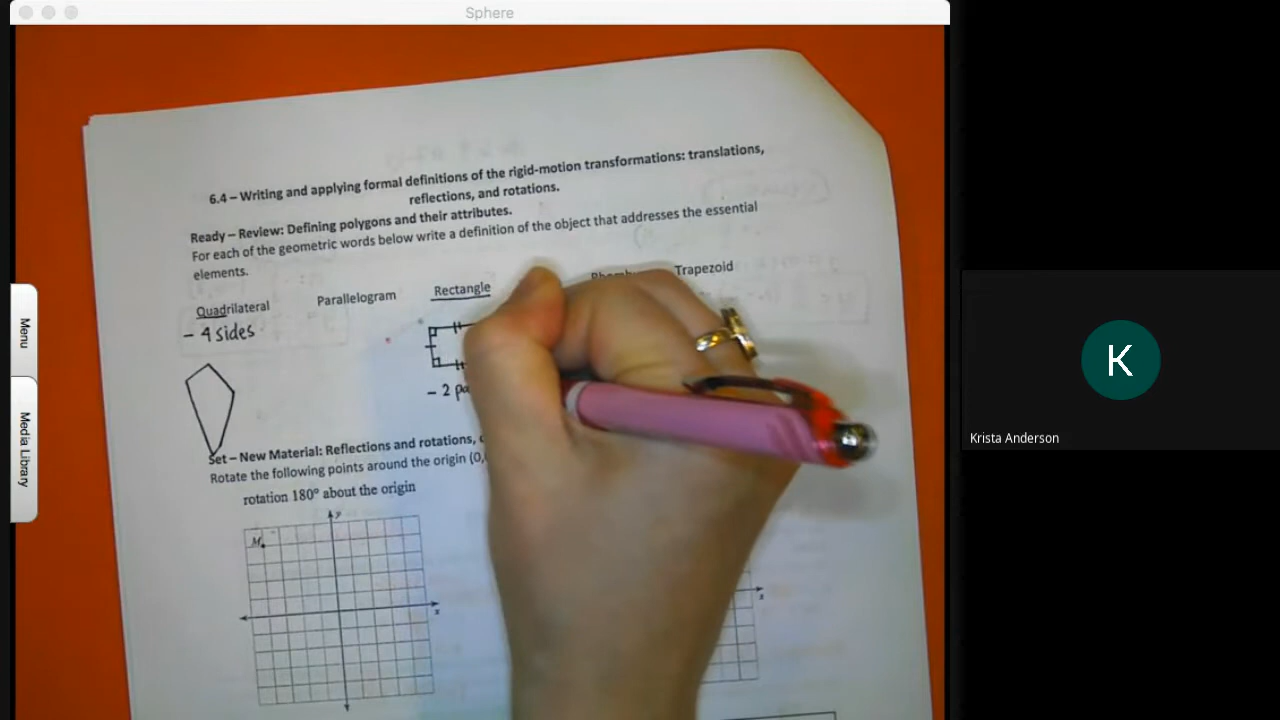 Sphere
6.4 – Writing and applying formal definitions of the rigid-motion transformations: translations,
reflections, and rotations.
Ready – Review: Defining polygons and their attributes.
For each of the geometric words below write a definition of the object that addresses the essential
elements.
Quadrilateral Parallelogram Rectangle Trapezoid
- 4 sides
- 2
Set – New Material: Reflections and rotations,
Rotate the following points around the origin (0,
rotation 180° about the origin
y
M
x
x
Menu
Media Library
K
Krista Anderson